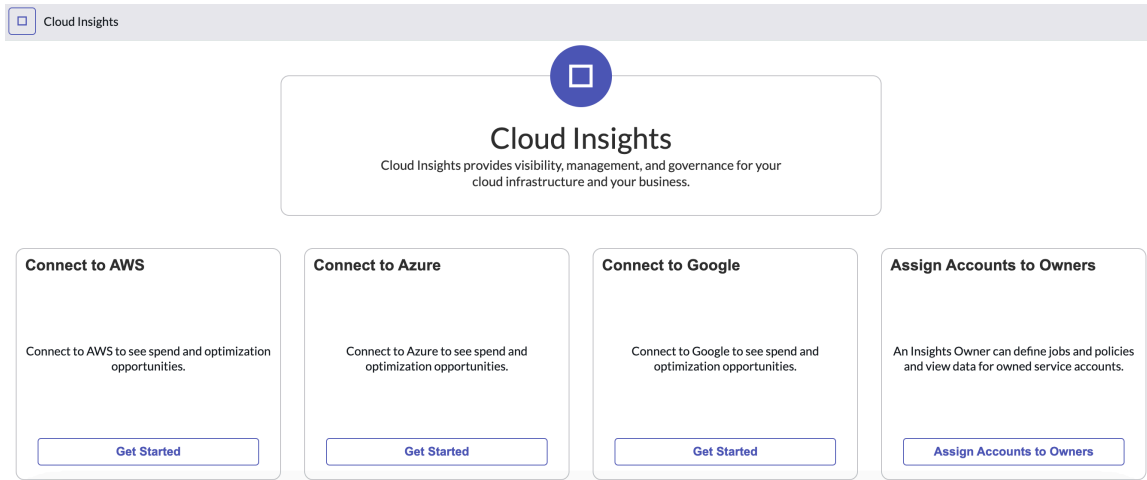 Cloud Insights
Cloud Insights
Cloud Insights provides visibility, management, and governance for your
cloud infrastructure and your business.
Connect to AWS
Connect to AWS to see spend and optimization
opportunities.
Get Started
Connect to Azure
Connect to Azure to see spend and
optimization opportunities.
Get Started
Connect to Google
Connect to Google to see spend and
optimization opportunities.
Get Started
Assign Accounts to Owners
An Insights Owner can define jobs and policies
and view data for owned service accounts.
Assign Accounts to Owners